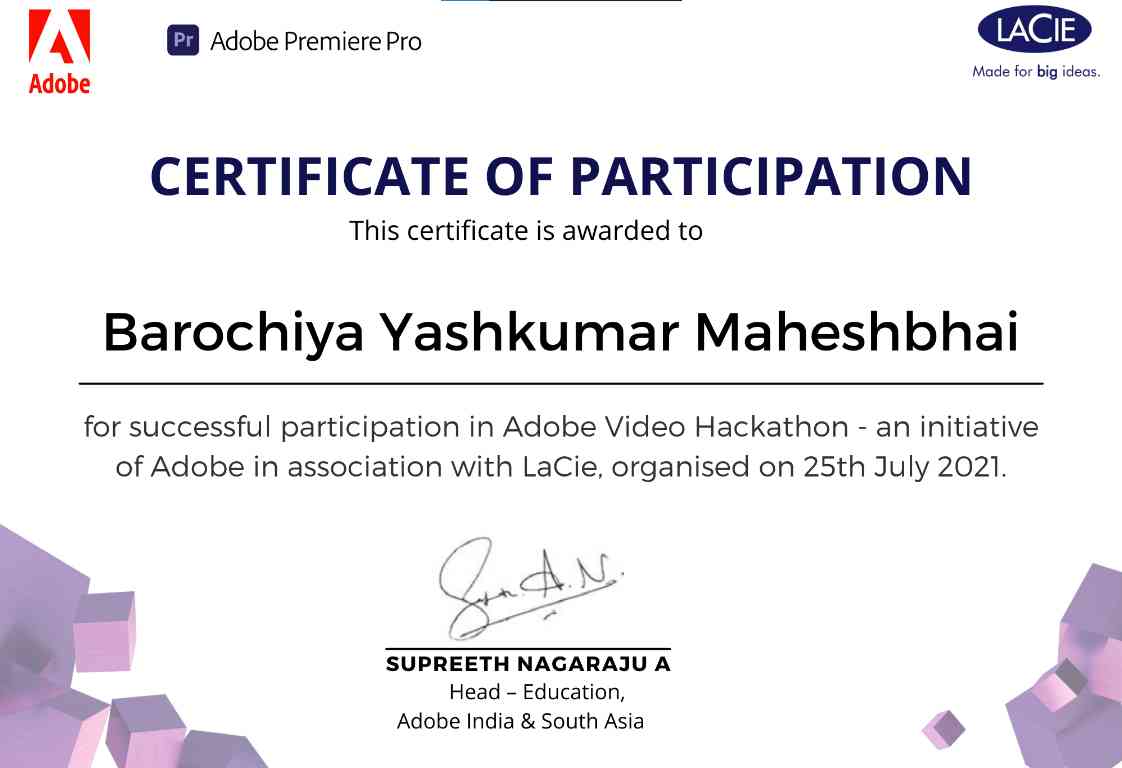 Adobe
Pr Adobe Premiere Pro
LACIE
Made for big ideas.
CERTIFICATE OF PARTICIPATION
This certificate is awarded to
Barochiya Yashkumar Maheshbhai
for successful participation in Adobe Video Hackathon - an initiative
of Adobe in association with LaCie, organised on 25th July 2021.
SUPREETH NAGARAJU A
Head – Education,
Adobe India & South Asia